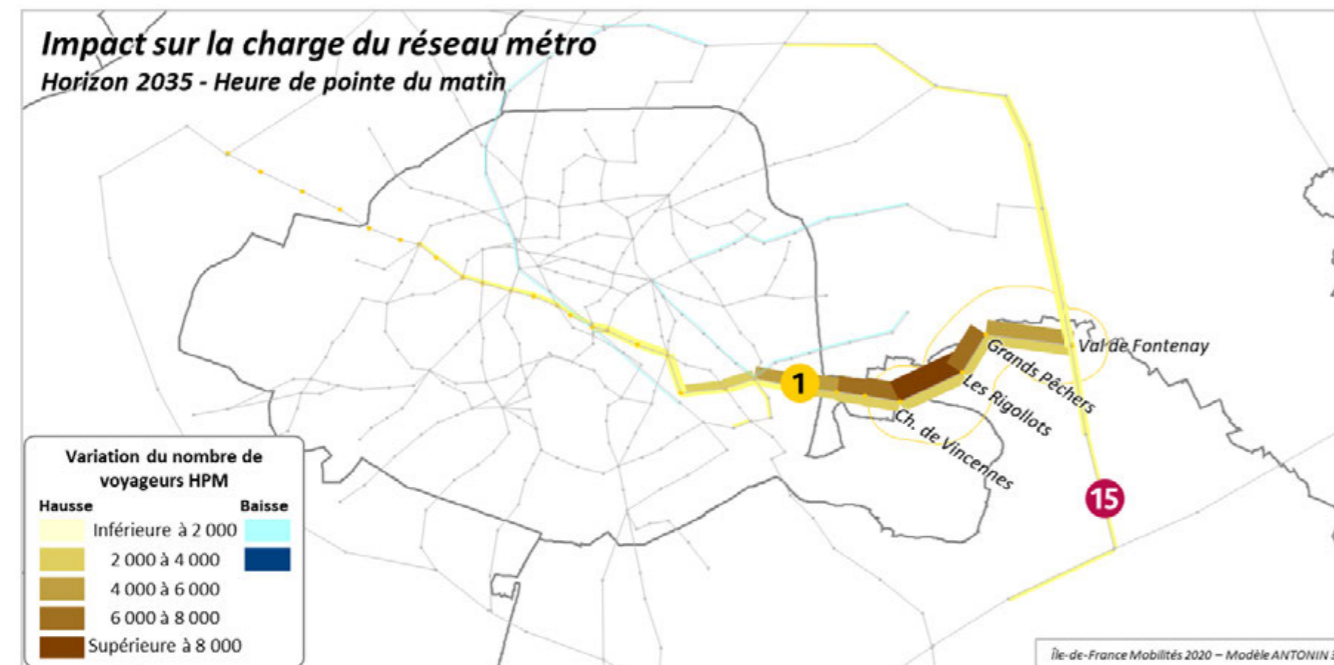 Impact sur la charge du réseau métro
Horizon 2035 - Heure de pointe du matin
Val de Fontenay
Grands Pêchers
Les Rigollots
1
Ch. de Vincennes
15
Variation du nombre de
voyageurs HPM
Hausse Baisse
Inférieure à 2 000
2 000 à 4 000
4 000 à 6 000
6 000 à 8 000
Supérieure à 8 000
Île-de-France Mobilités 2020 – Modèle ANTONIN 3